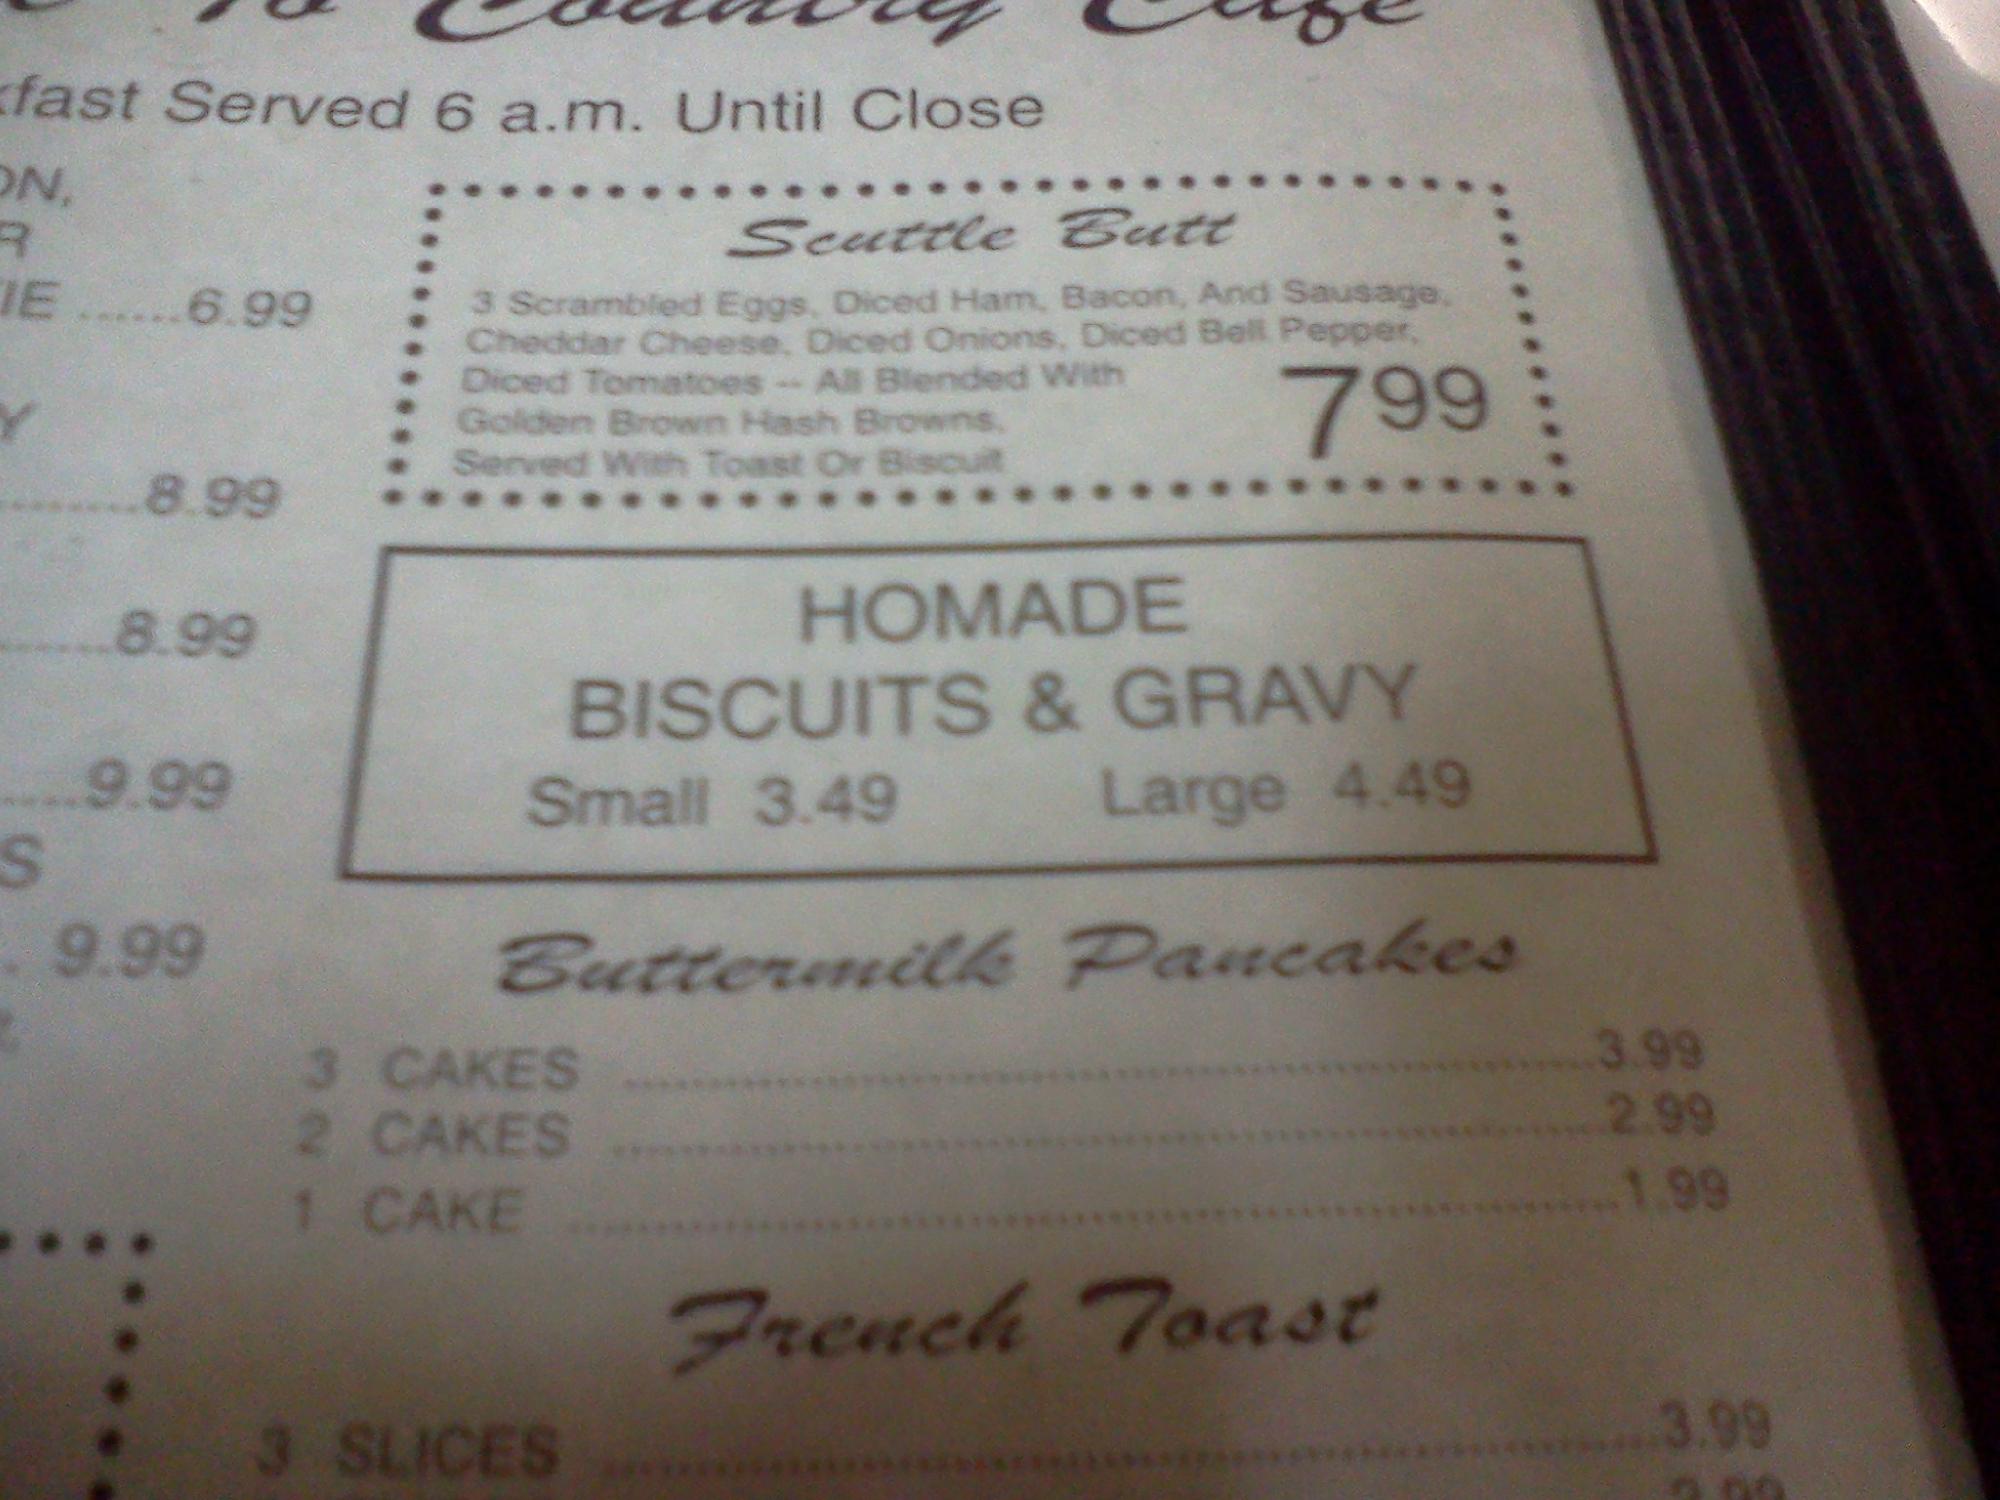 To Country Cafe
kfast Served 6 a.m. Until Close
ON,
R
IE ......6.99
Y
........8.99
.......8.99
.....9.99
S
. 9.99
Scuttle Butt
3 Scrambled Eggs, Diced Ham, Bacon, And Sausage,
Cheddar Cheese, Diced Onions, Diced Bell Pepper,
Diced Tomatoes -- All Blended With
Golden Brown Hash Browns.
Served With Toast Or Biscuit
799
HOMADE
BISCUITS & GRAVY
Small 3.49 Large 4.49
Buttermilk Pancakes
3 CAKES ........................................3.99
2 CAKES ........................................2.99
1 CAKE ........................................1.99
French Toast
3 SLICES ........................................3.99